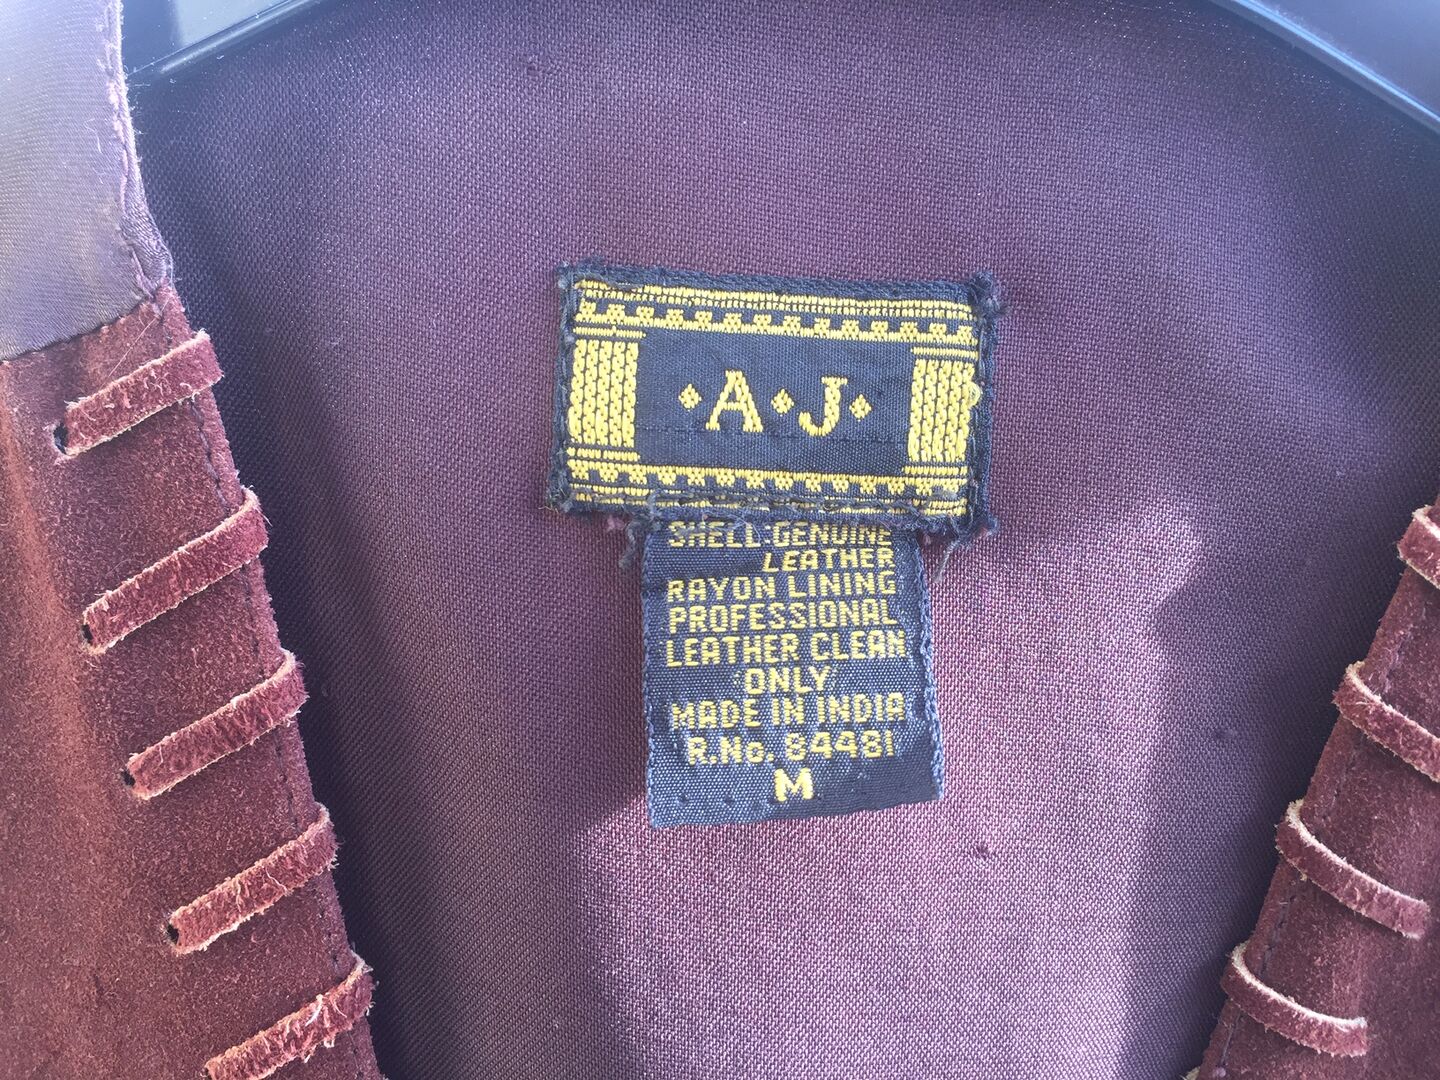 A·J
SHELL:GENUINE
LEATHER
RAYON LINING
PROFESSIONAL
LEATHER CLEAN
ONLY
MADE IN INDIA
R.No. 84481
M